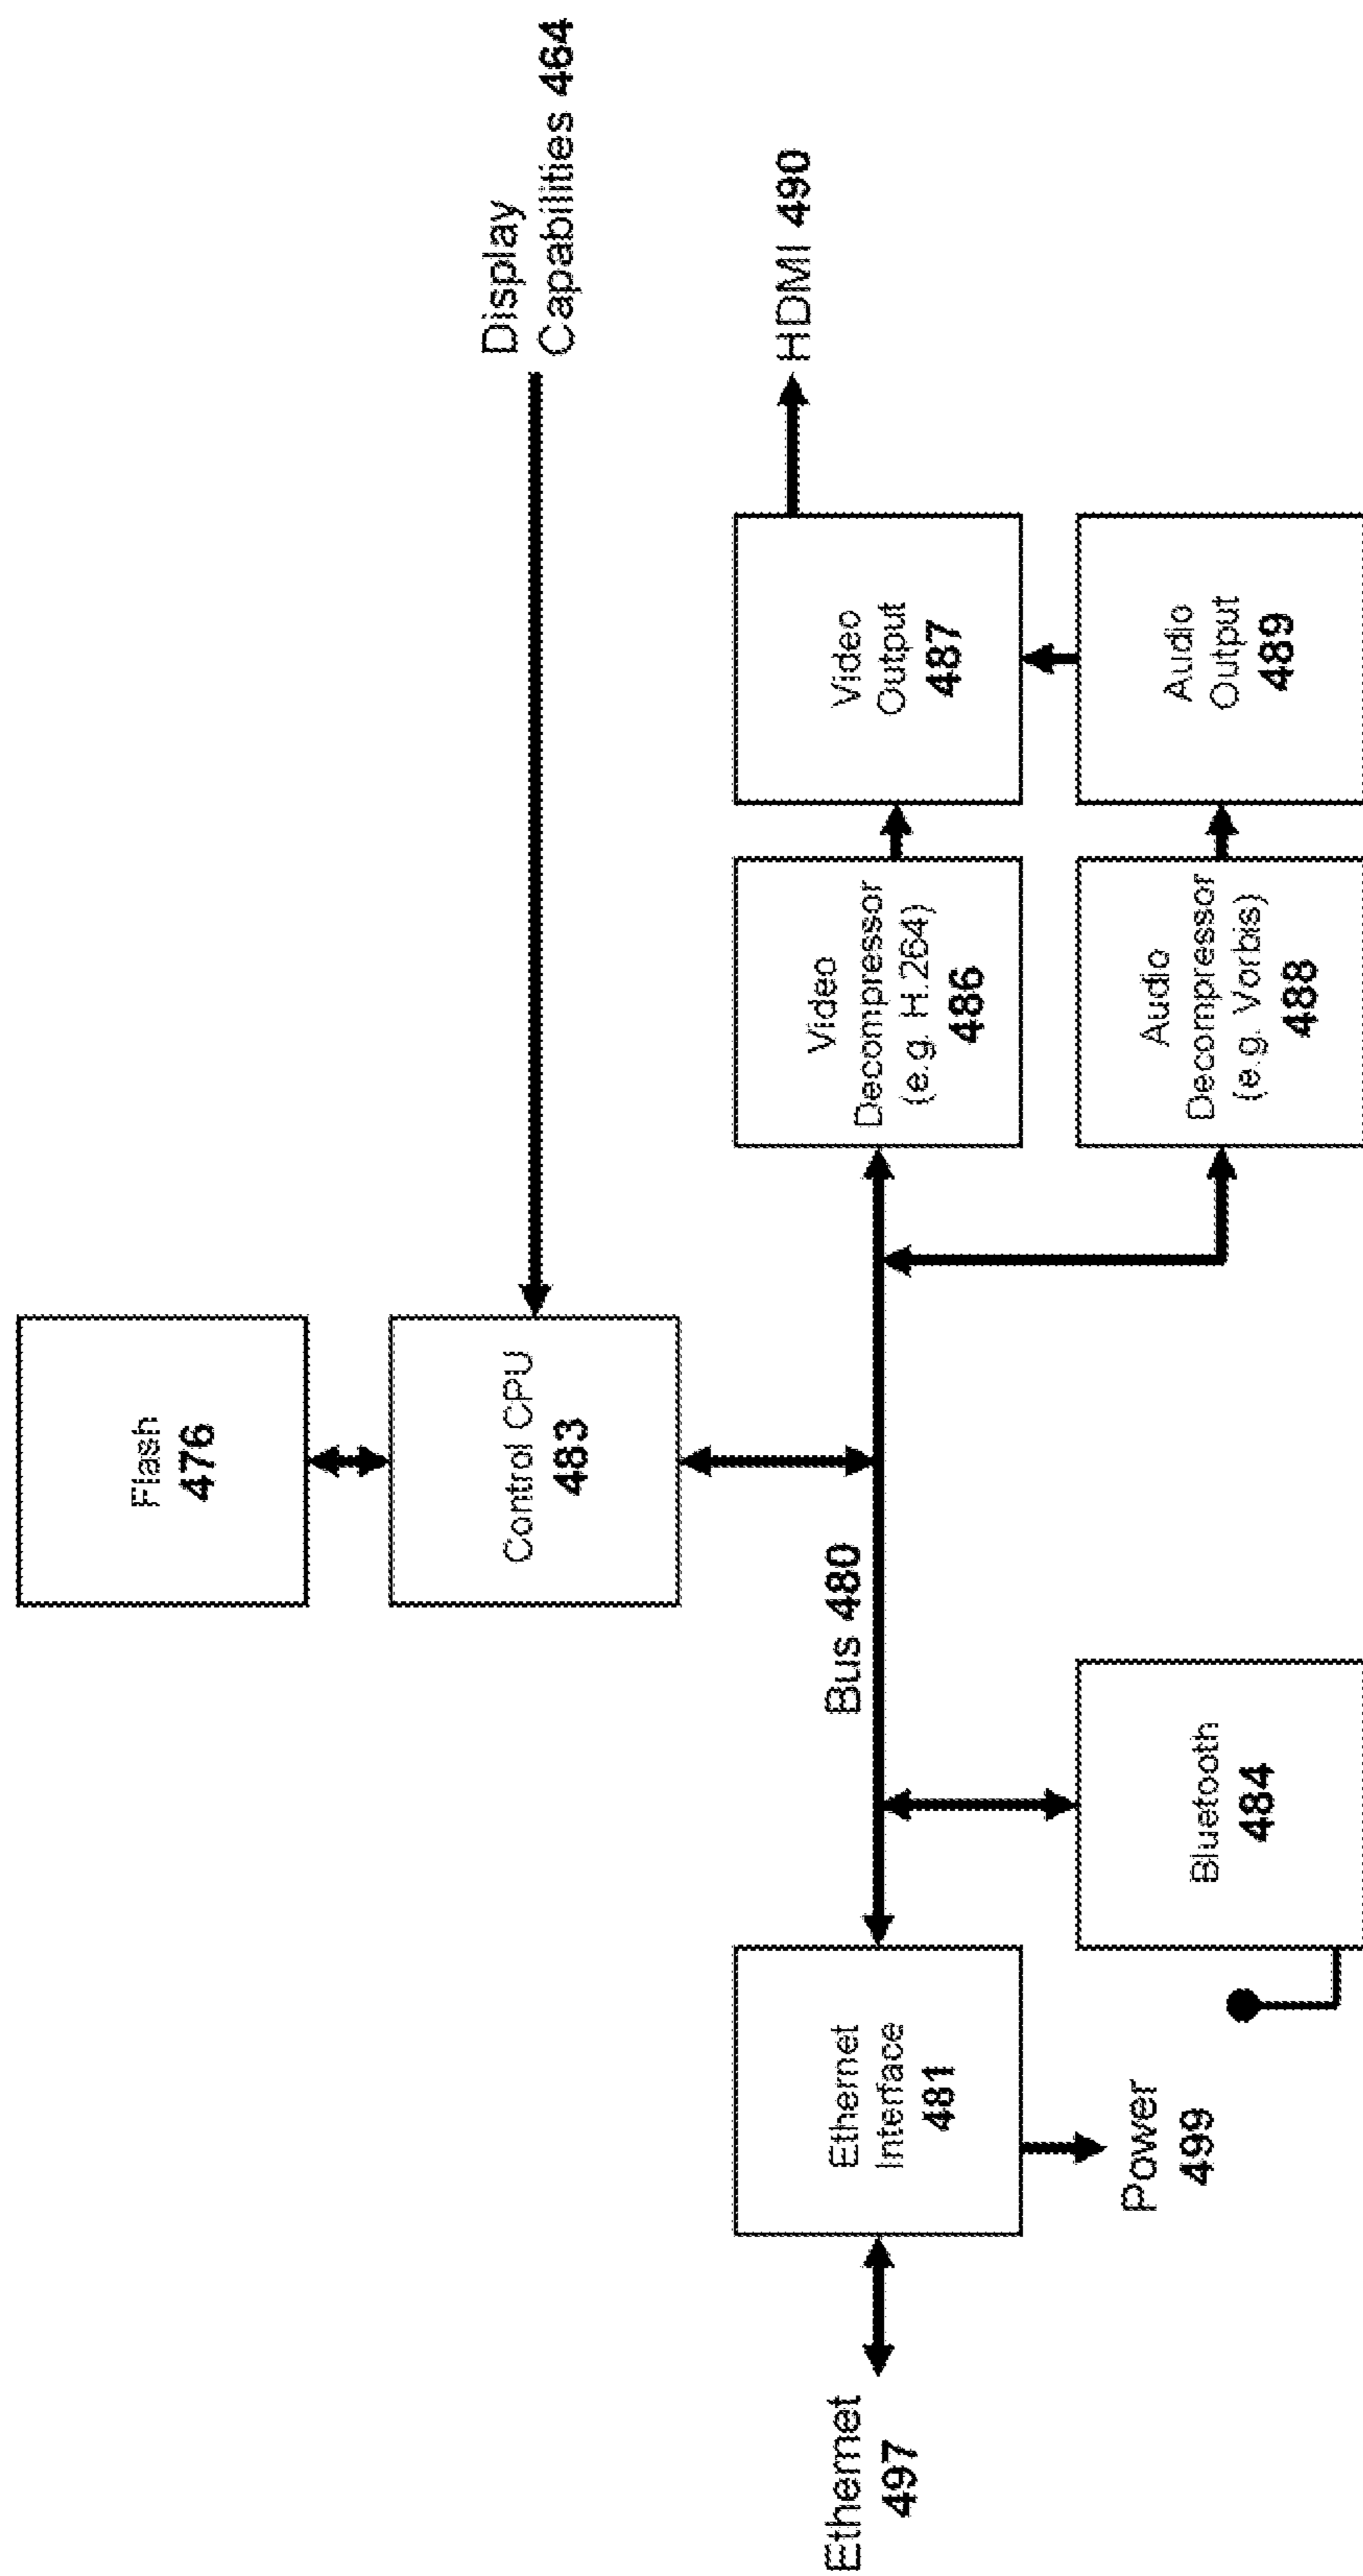 Flash
476
Display
Capabilities 464
Control CPU
483
Bus 480
HDMI 490
Ethernet
497
Ethernet
Interface
481
Video
Decompressor
(e.g. H.264)
486
Video
Output
487
Power
499
Bluetooth
484
Audio
Decompressor
(e.g. Vorbis)
488
Audio
Output
489